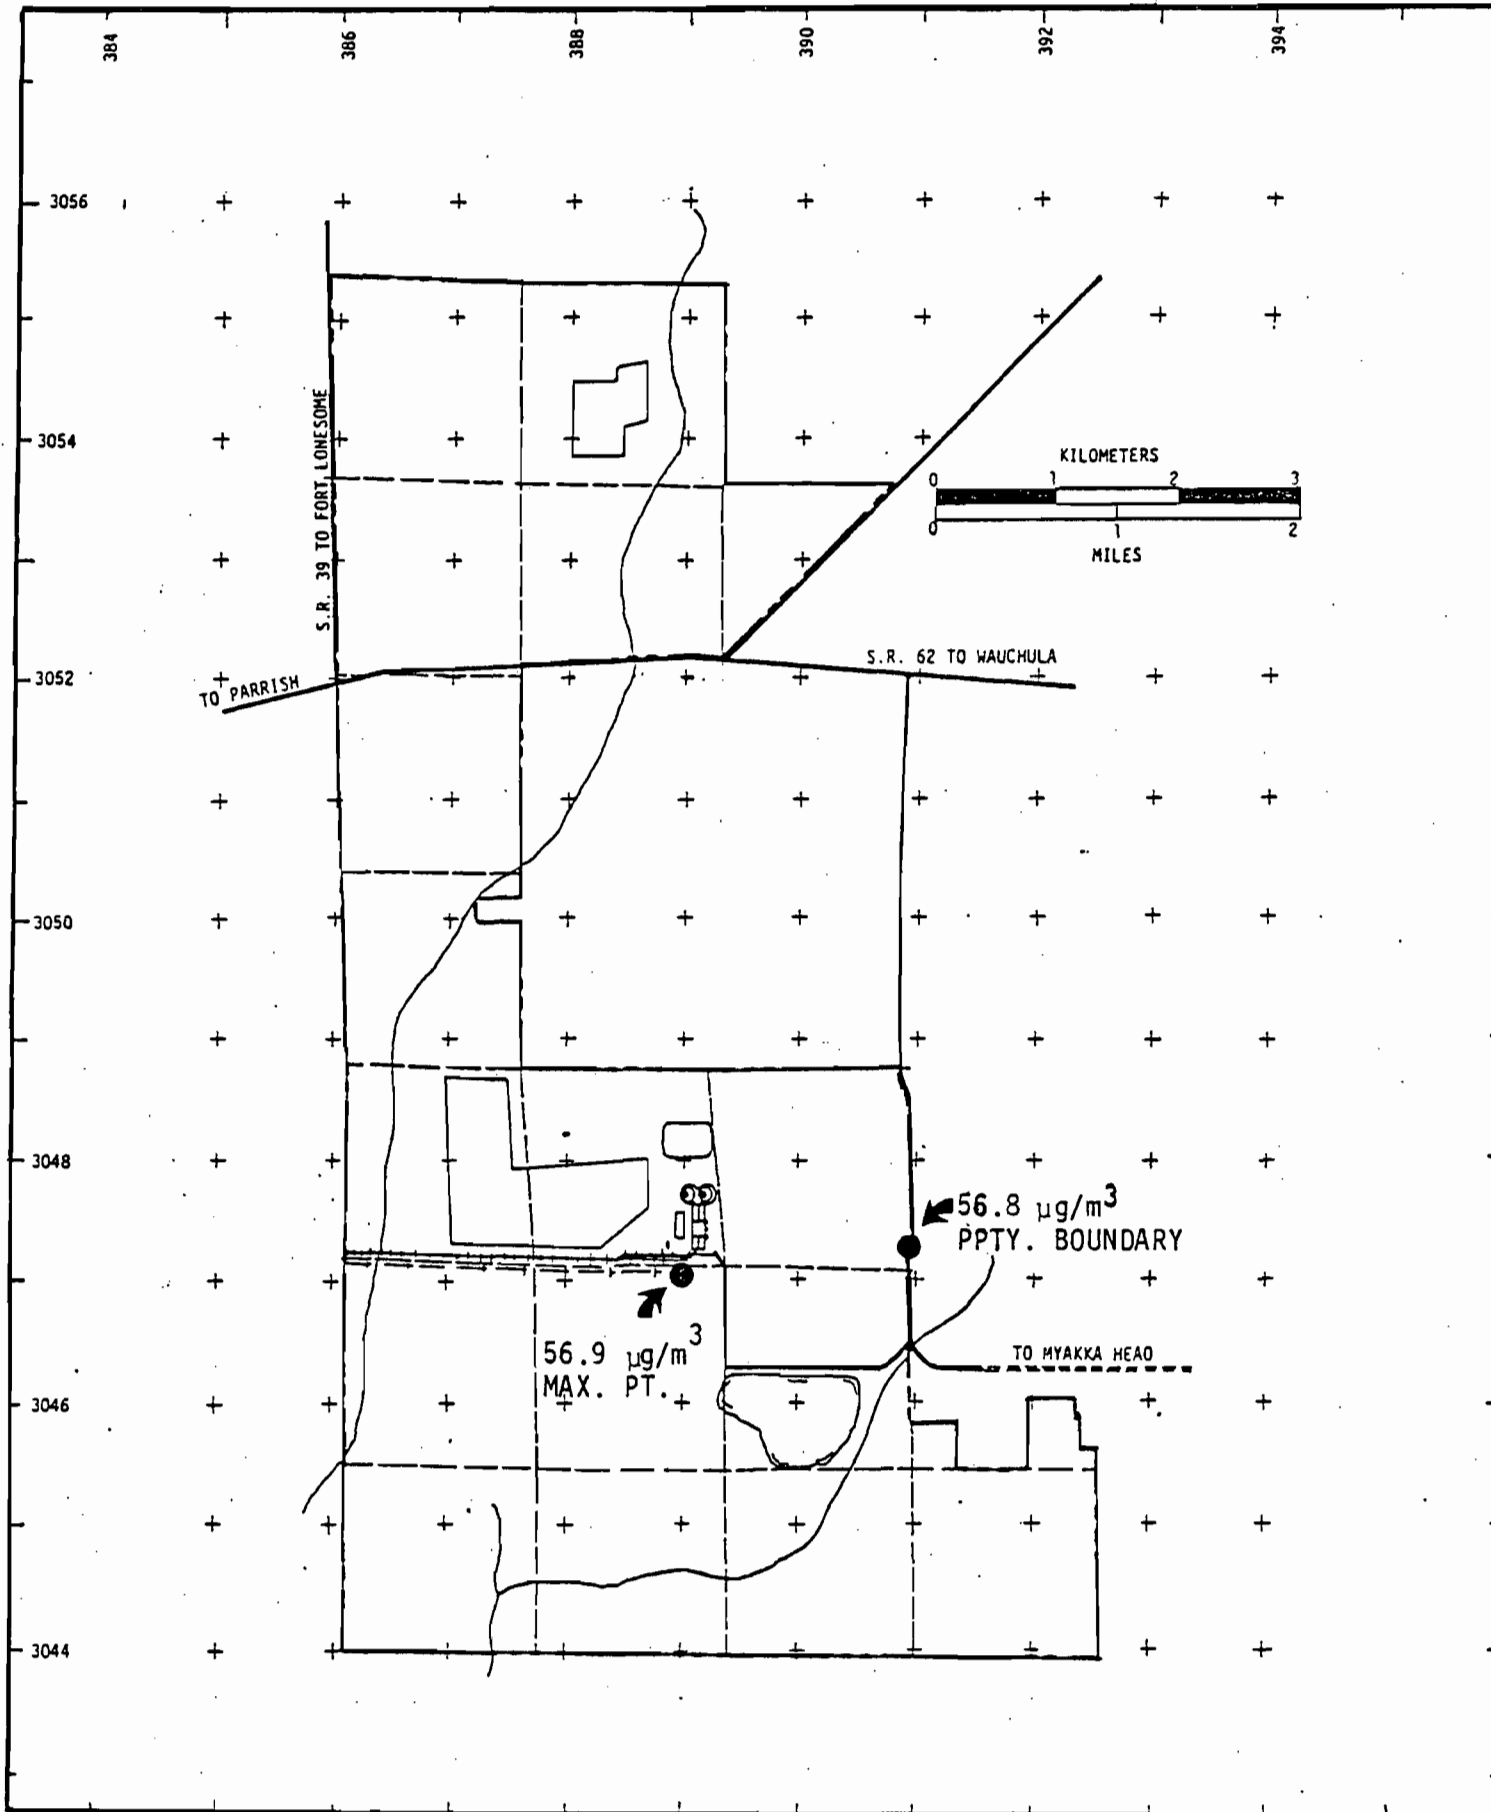 384
386
388
390
392
394
3056
3054
3052
3050
3048
3046
3044
S.R. 39 TO FORT LONESOME
KILOMETERS
0 1 2 3
0 1 2
MILES
S.R. 62 TO WAUCHULA
TO PARRISH
56.8 µg/m³
PPTY. BOUNDARY
56.9 µg/m³
MAX. PT.
TO MYAKKA HEAD